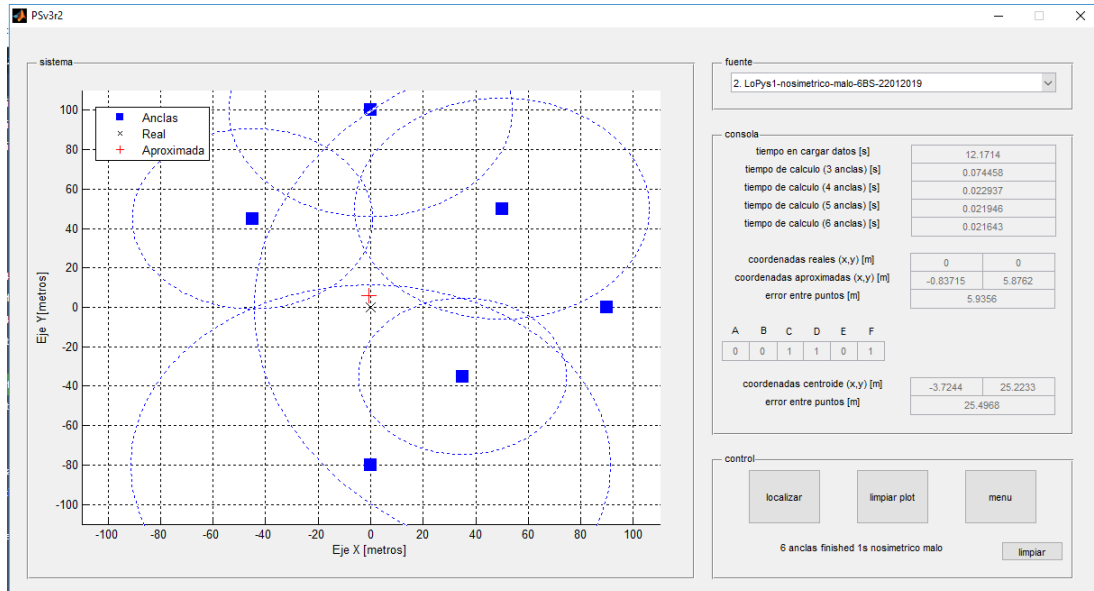 PSv3r2
sistema
Anclas
Real
Aproximada
100
80
60
40
20
0
-20
-40
-60
-80
-100
Eje Y[metros]
-100
-80
-60
-40
-20
0
20
40
60
80
100
Eje X [metros]
fuente
2. LoPys1-nosimetrico-malo-6BS-22012019
consola
tiempo en cargar datos [s] 12.1714
tiempo de calculo (3 anclas) [s] 0.074458
tiempo de calculo (4 anclas) [s] 0.022937
tiempo de calculo (5 anclas) [s] 0.021946
tiempo de calculo (6 anclas) [s] 0.021643
coordenadas reales (x,y) [m] 0 0
coordenadas aproximadas (x,y) [m] -0.83715 5.8762
error entre puntos [m] 5.9356
A B C D E F
0 0 1 1 0 1
coordenadas centroide (x,y) [m] -3.7244 25.2233
error entre puntos [m] 25.4968
control
localizar limpiar plot menu
6 anclas finished 1s nosimetrico malo limpiar